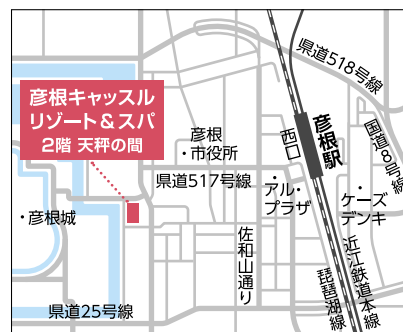 県道518号線
彦根キャッスル
リゾート&スパ
2階 天秤の間
彦根
・市役所
西口
彦根駅
国道8号線
県道517号線
・アル・
プラザ
・ケーズ
デンキ
・彦根城
佐和山通り
琵琶湖線
近江鉄道本線
県道25号線